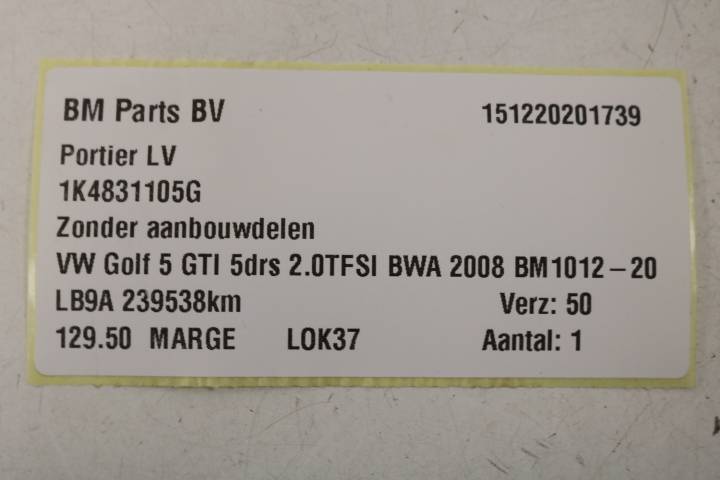 BM Parts BV 151220201739
Portier LV
1K4831105G
Zonder aanbouwdelen
VW Golf 5 GTI 5drs 2.0TFSI BWA 2008 BM1012-20
LB9A 239538km Verz: 50
129.50 MARGE LOK37 Aantal: 1